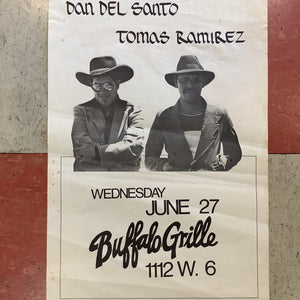 DAN DEL SANTO
TOMAS RAMIREZ
WEDNESDAY
JUNE 27
Buffalo Grille
1112 W. 6